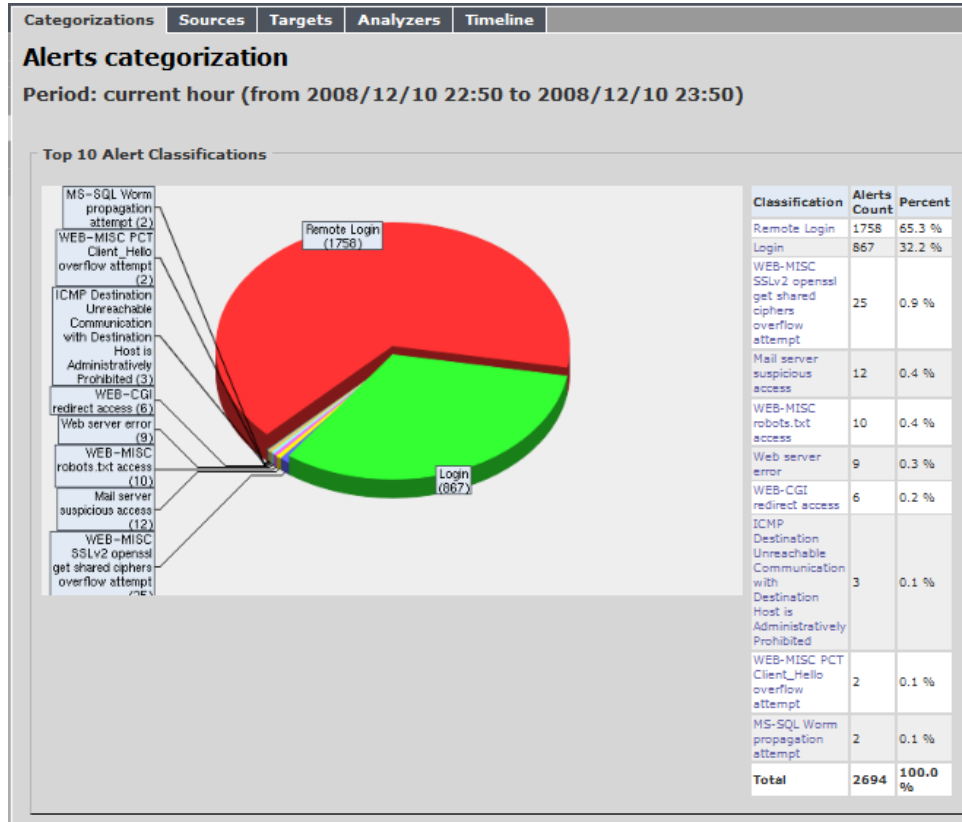 Categorizations Sources Targets Analyzers Timeline
Alerts categorization
Period: current hour (from 2008/12/10 22:50 to 2008/12/10 23:50)
Top 10 Alert Classifications
MS-SQL Worm
propagation
attempt (2)
WEB-MISC PCT
Client_Hello
overflow attempt
(2)
ICMP Destination
Unreachable
Communication
with Destination
Host is
Administratively
Prohibited (3)
WEB-CGI
redirect access (6)
Web server error
(9)
WEB-MISC
robots.txt access
(10)
Mail server
suspicious access
(12)
WEB-MISC
SSLv2 openssl
get shared ciphers
overflow attempt
(25)
Remote Login
(1758)
Login
(867)
Classification Alerts Count Percent
Remote Login 1758 65.3 %
Login 867 32.2 %
WEB-MISC
SSLv2 openssl
get shared
ciphers
overflow
attempt
25 0.9 %
Mail server
suspicious
access
12 0.4 %
WEB-MISC
robots.txt
access
10 0.4 %
Web server
error
9 0.3 %
WEB-CGI
redirect access
6 0.2 %
ICMP
Destination
Unreachable
Communication
with
Destination
Host is
Administratively
Prohibited
3 0.1 %
WEB-MISC PCT
Client_Hello
overflow
attempt
2 0.1 %
MS-SQL Worm
propagation
attempt
2 0.1 %
Total 2694 100.0
%